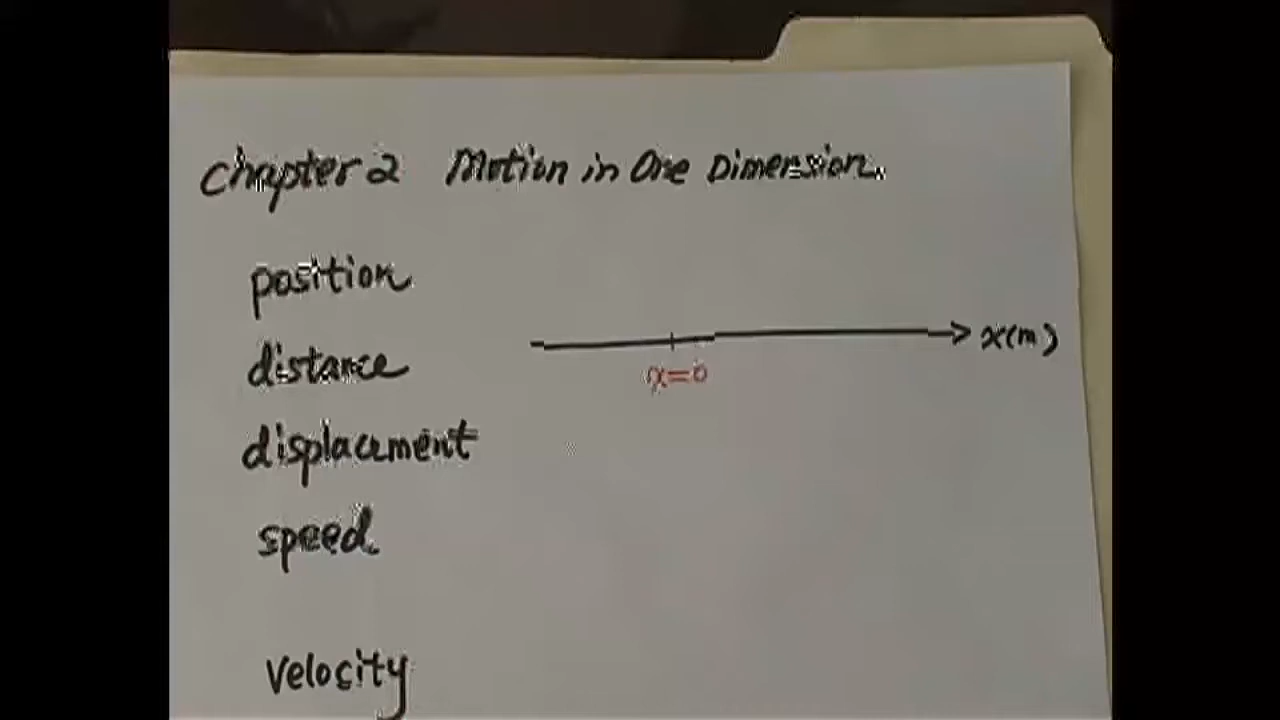 Chapter 2 Motion in One Dimension.
position
x(m)
x=0
distance
displacement
speed
velocity